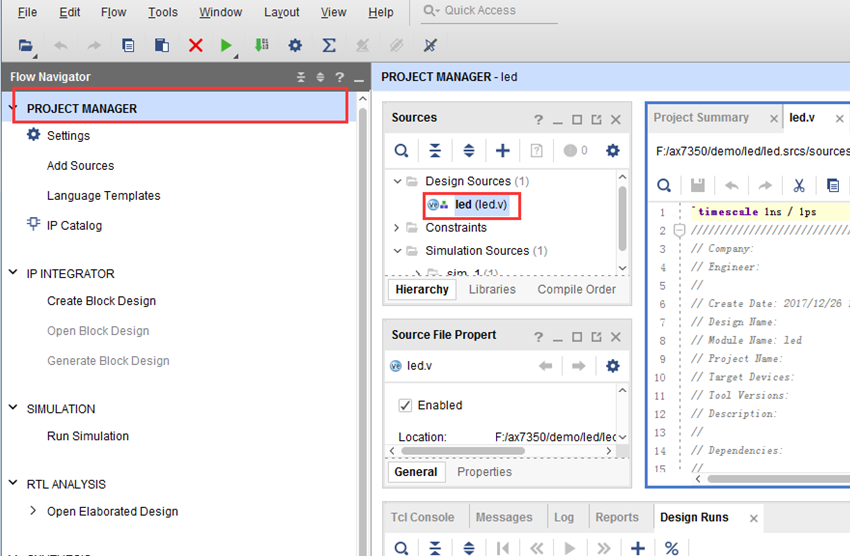 File Edit Flow Tools Window Layout View Help Quick Access
Flow Navigator
PROJECT MANAGER
Settings
Add Sources
Language Templates
IP Catalog
IP INTEGRATOR
Create Block Design
Open Block Design
Generate Block Design
SIMULATION
Run Simulation
RTL ANALYSIS
Open Elaborated Design
PROJECT MANAGER - led
Sources
0
Design Sources (1)
led (led.v)
Constraints
Simulation Sources (1)
sim_1 (1)
Hierarchy Libraries Compile Order
Source File Propert
led.v
Enabled
Location: F:/ax7350/demo/led/led
General Properties
Project Summary led.v
F:/ax7350/demo/led/led.srcs/sources
1 `timescale 1ns / 1ps
2 ////////////////////////////
3 // Company:
4 // Engineer:
5 //
6 // Create Date: 2017/12/26
7 // Design Name:
8 // Module Name: led
9 // Project Name:
10 // Target Devices:
11 // Tool Versions:
12 // Description:
13 //
14 // Dependencies:
15 //
Tcl Console Messages Log Reports Design Runs